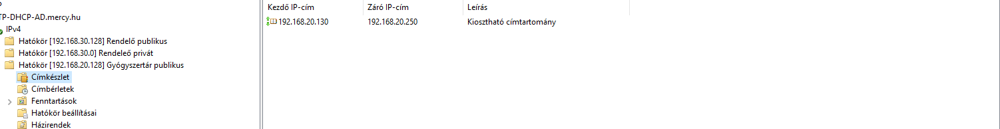 TP-DHCP-AD.mercy.hu
IPv4
Hatókör [192.168.30.128] Rendelő publikus
Hatókör [192.168.30.0] Rendeleő privát
Hatókör [192.168.20.128] Gyógyszertár publikus
Címkészlet
Címbérletek
Fenntartások
Hatókör beállításai
Házirendek
Kezdő IP-cím Záró IP-cím Leírás
192.168.20.130 192.168.20.250 Kiosztható címtartomány